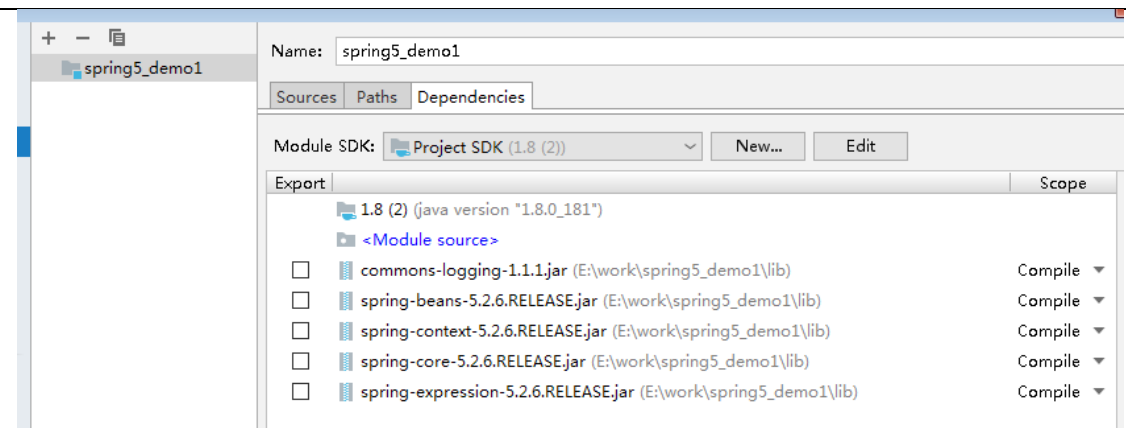 spring5_demo1
Name: spring5_demo1
Sources Paths Dependencies
Module SDK: Project SDK (1.8 (2)) New... Edit
Export Scope
1.8 (2) (java version "1.8.0_181")
<Module source>
commons-logging-1.1.1.jar (E:\work\spring5_demo1\lib) Compile
spring-beans-5.2.6.RELEASE.jar (E:\work\spring5_demo1\lib) Compile
spring-context-5.2.6.RELEASE.jar (E:\work\spring5_demo1\lib) Compile
spring-core-5.2.6.RELEASE.jar (E:\work\spring5_demo1\lib) Compile
spring-expression-5.2.6.RELEASE.jar (E:\work\spring5_demo1\lib) Compile